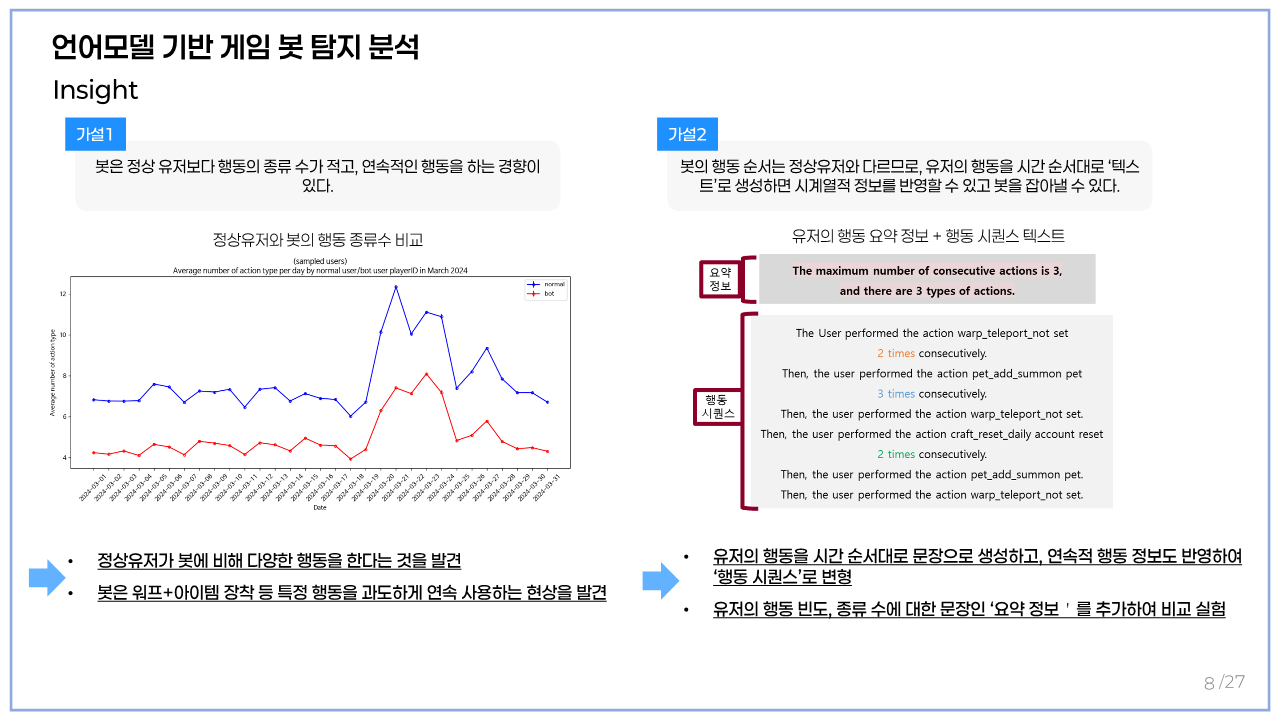 언어모델 기반 게임 봇 탐지 분석
Insight
가설1
봇은 정상 유저보다 행동의 종류 수가 적고, 연속적인 행동을 하는 경향이
있다.
정상유저와 봇의 행동 종류수 비교
(sampled users)
Average number of action type per day by normal user/bot user playerID in March 2024
normal
bot
Average number of action type
12
10
8
6
4
2024-03-01
2024-03-02
2024-03-03
2024-03-04
2024-03-05
2024-03-06
2024-03-07
2024-03-08
2024-03-09
2024-03-10
2024-03-11
2024-03-12
2024-03-13
2024-03-14
2024-03-15
2024-03-16
2024-03-17
2024-03-18
2024-03-19
2024-03-20
2024-03-21
2024-03-22
2024-03-23
2024-03-24
2024-03-25
2024-03-26
2024-03-27
2024-03-28
2024-03-29
2024-03-30
2024-03-31
Date
• 정상유저가 봇에 비해 다양한 행동을 한다는 것을 발견
• 봇은 워프+아이템 장착 등 특정 행동을 과도하게 연속 사용하는 현상을 발견
가설2
봇의 행동 순서는 정상유저와 다르므로, 유저의 행동을 시간 순서대로 ‘텍스
트’로 생성하면 시계열적 정보를 반영할 수 있고 봇을 잡아낼 수 있다.
유저의 행동 요약 정보 + 행동 시퀀스 텍스트
요약
정보
The maximum number of consecutive actions is 3,
and there are 3 types of actions.
행동
시퀀스
The User performed the action warp_teleport_not set
2 times consecutively.
Then, the user performed the action pet_add_summon pet
3 times consecutively.
Then, the user performed the action warp_teleport_not set.
Then, the user performed the action craft_reset_daily account reset
2 times consecutively.
Then, the user performed the action pet_add_summon pet.
Then, the user performed the action warp_teleport_not set.
• 유저의 행동을 시간 순서대로 문장으로 생성하고, 연속적 행동 정보도 반영하여
‘행동 시퀀스’로 변형
• 유저의 행동 빈도, 종류 수에 대한 문장인 ‘요약 정보 ' 를 추가하여 비교 실험
8 /27